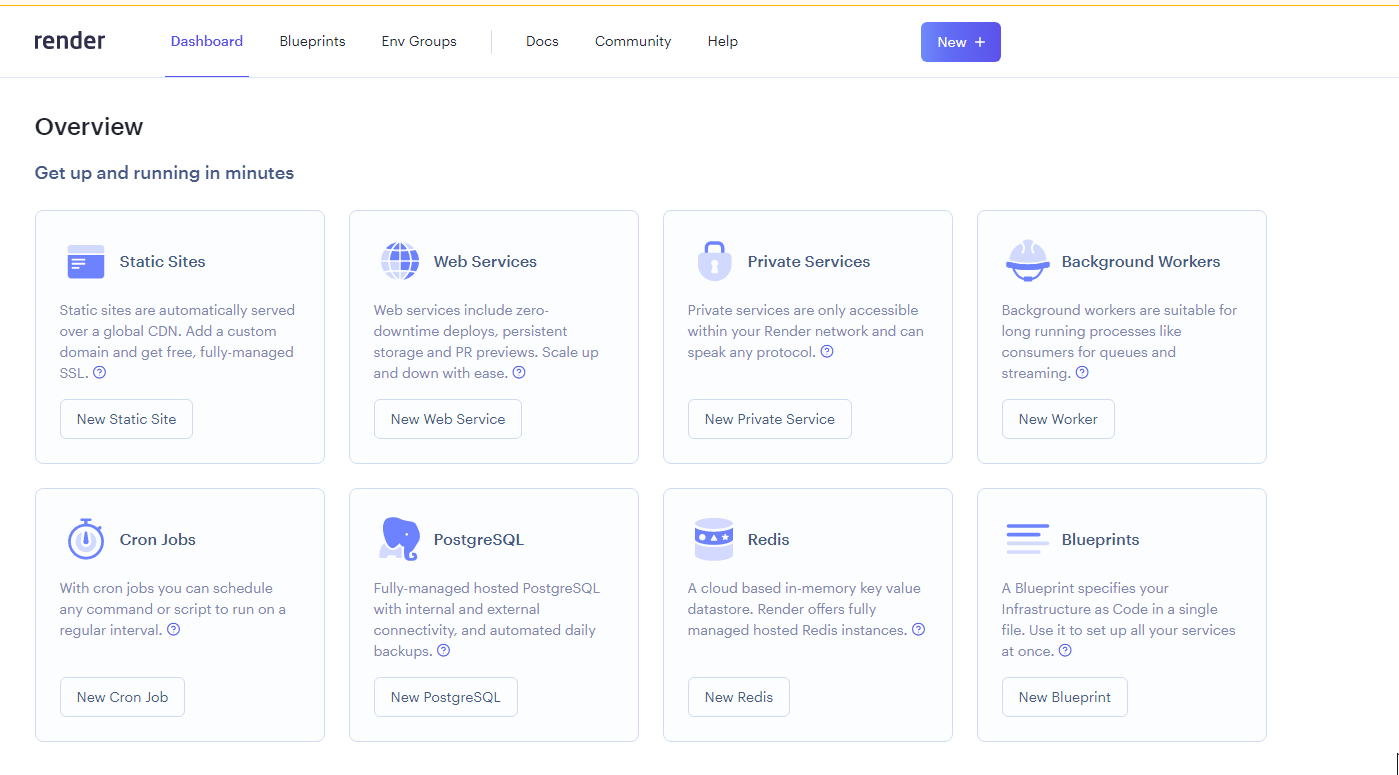 render
Dashboard
Blueprints
Env Groups
Docs
Community
Help
New +
Overview
Get up and running in minutes
Static Sites
Static sites are automatically served
over a global CDN. Add a custom
domain and get free, fully-managed
SSL.
New Static Site
Web Services
Web services include zero-
downtime deploys, persistent
storage and PR previews. Scale up
and down with ease.
New Web Service
Private Services
Private services are only accessible
within your Render network and can
speak any protocol.
New Private Service
Background Workers
Background workers are suitable for
long running processes like
consumers for queues and
streaming.
New Worker
Cron Jobs
With cron jobs you can schedule
any command or script to run on a
regular interval.
New Cron Job
PostgreSQL
Fully-managed hosted PostgreSQL
with internal and external
connectivity, and automated daily
backups.
New PostgreSQL
Redis
A cloud based in-memory key value
datastore. Render offers fully
managed hosted Redis instances.
New Redis
Blueprints
A Blueprint specifies your
Infrastructure as Code in a single
file. Use it to set up all your services
at once.
New Blueprint